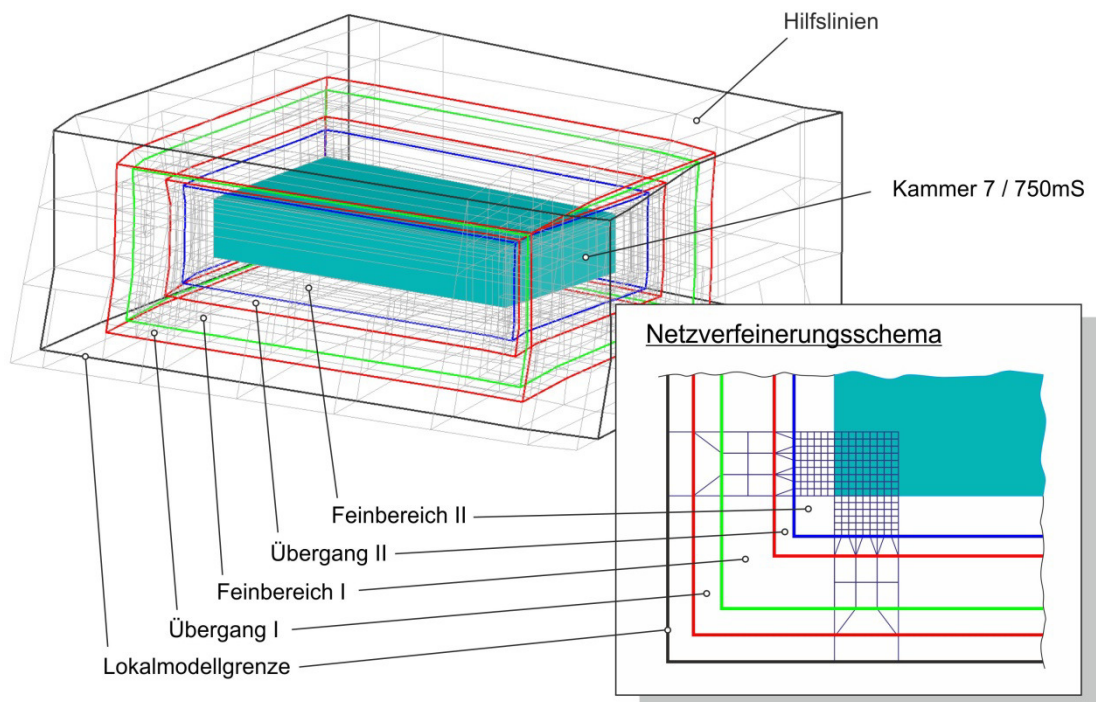 Hilfslinien
Kammer 7 / 750mS
Netzverfeinerungsschema
Feinbereich II
Übergang II
Feinbereich I
Übergang I
Lokalmodellgrenze